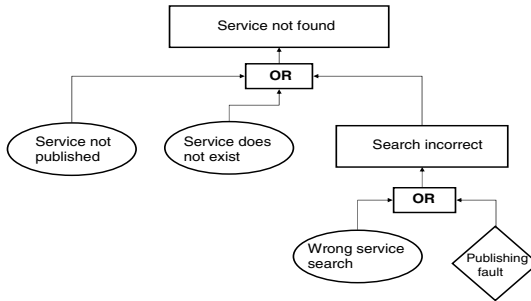 Service not found
OR
Service not
published
Service does
not exist
Search incorrect
OR
Wrong service
search
Publishing
fault